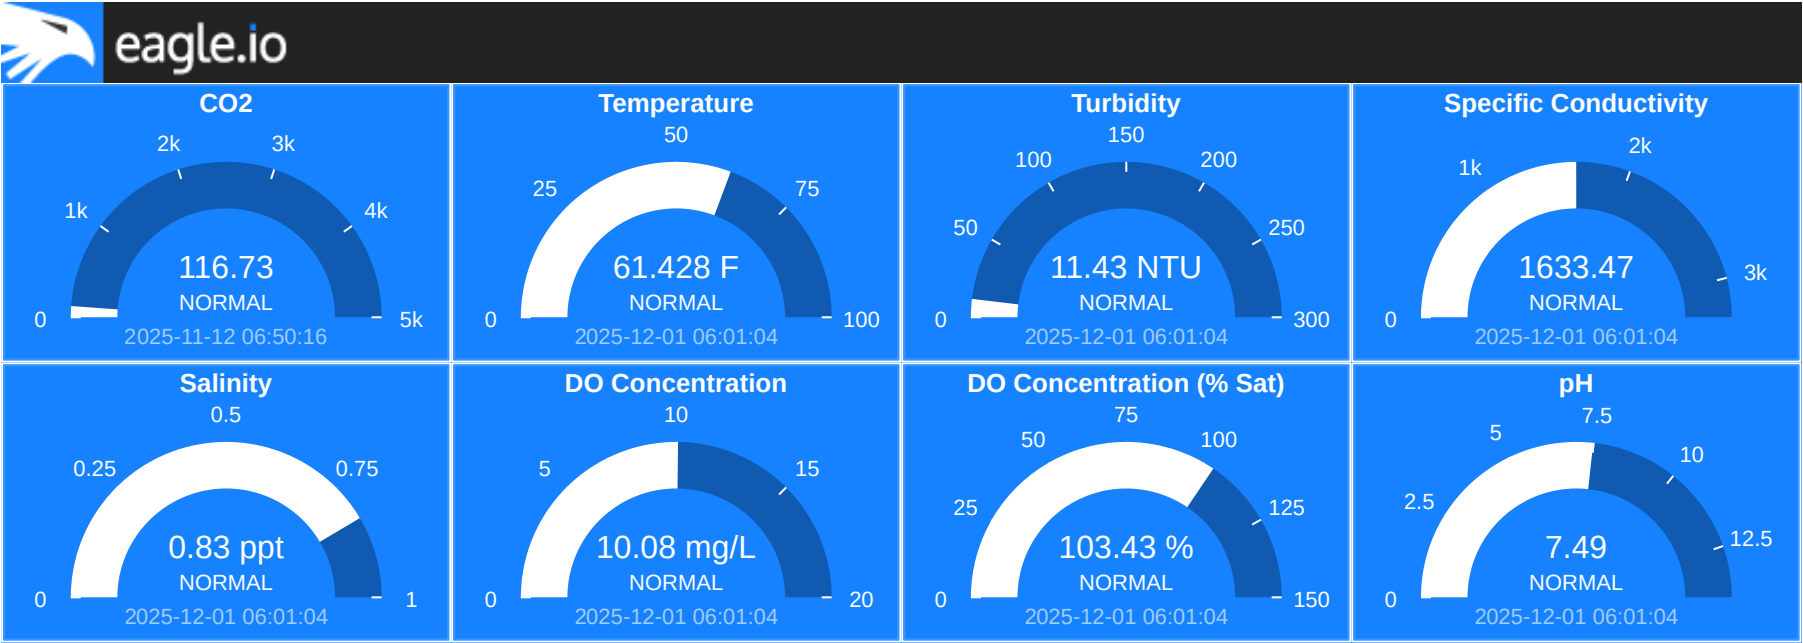 eagle.io
CO2
0
1k
2k
3k
4k
5k
116.73
NORMAL
2025-11-12 06:50:16
Temperature
0
25
50
75
100
61.428 F
NORMAL
2025-12-01 06:01:04
Turbidity
0
50
100
150
200
250
300
11.43 NTU
NORMAL
2025-12-01 06:01:04
Specific Conductivity
0
1k
2k
3k
1633.47
NORMAL
2025-12-01 06:01:04
Salinity
0
0.25
0.5
0.75
1
0.83 ppt
NORMAL
2025-12-01 06:01:04
DO Concentration
0
5
10
15
20
10.08 mg/L
NORMAL
2025-12-01 06:01:04
DO Concentration (% Sat)
0
25
50
75
100
125
150
103.43 %
NORMAL
2025-12-01 06:01:04
pH
0
2.5
5
7.5
10
12.5
7.49
NORMAL
2025-12-01 06:01:04